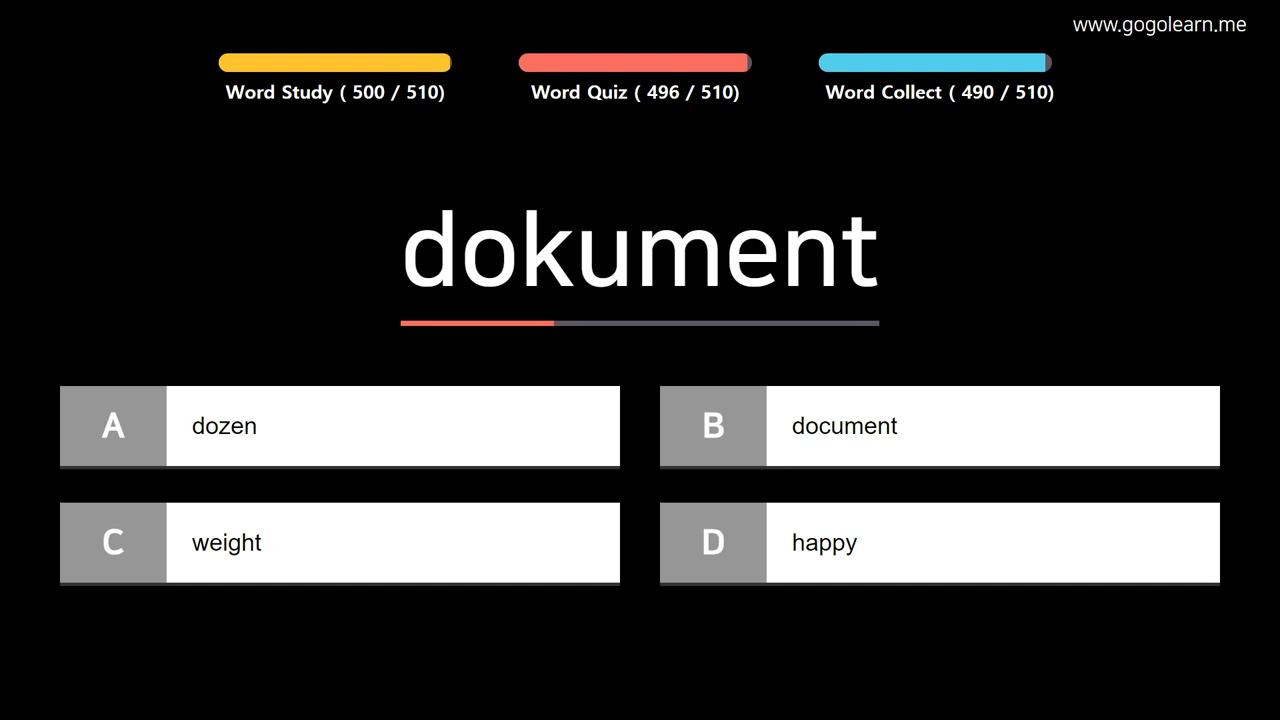 www.gogolearn.me
Word Study ( 500 / 510)
Word Quiz ( 496 / 510)
Word Collect ( 490 / 510)
dokument
A dozen
B document
C weight
D happy